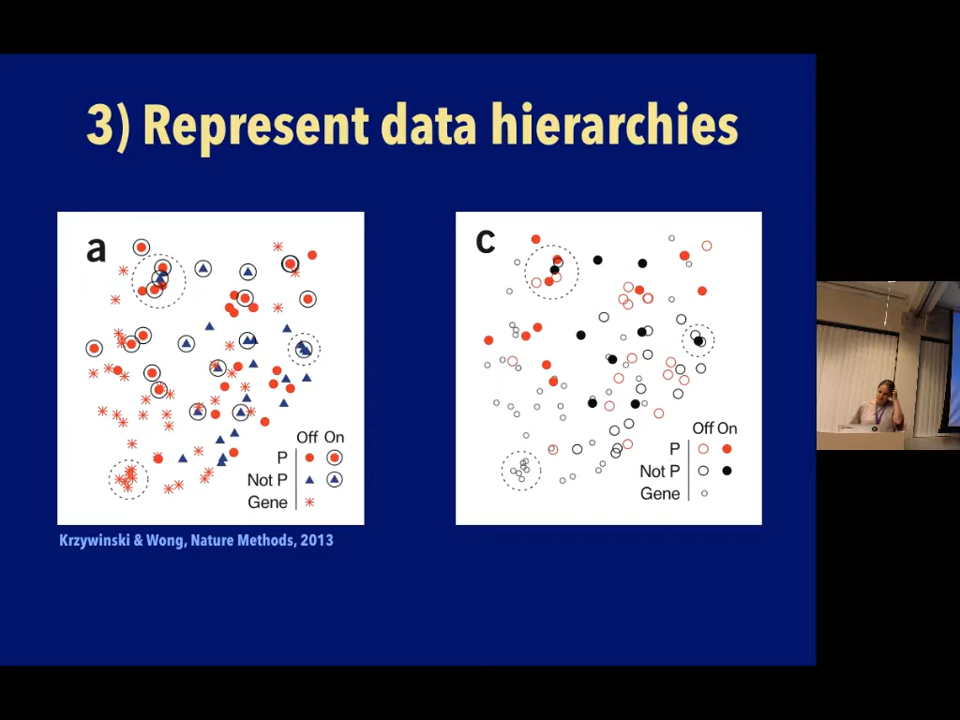 3) Represent data hierarchies
a
Off On
P
Not P
Gene
c
Off On
P
Not P
Gene
Krzywinski & Wong, Nature Methods, 2013